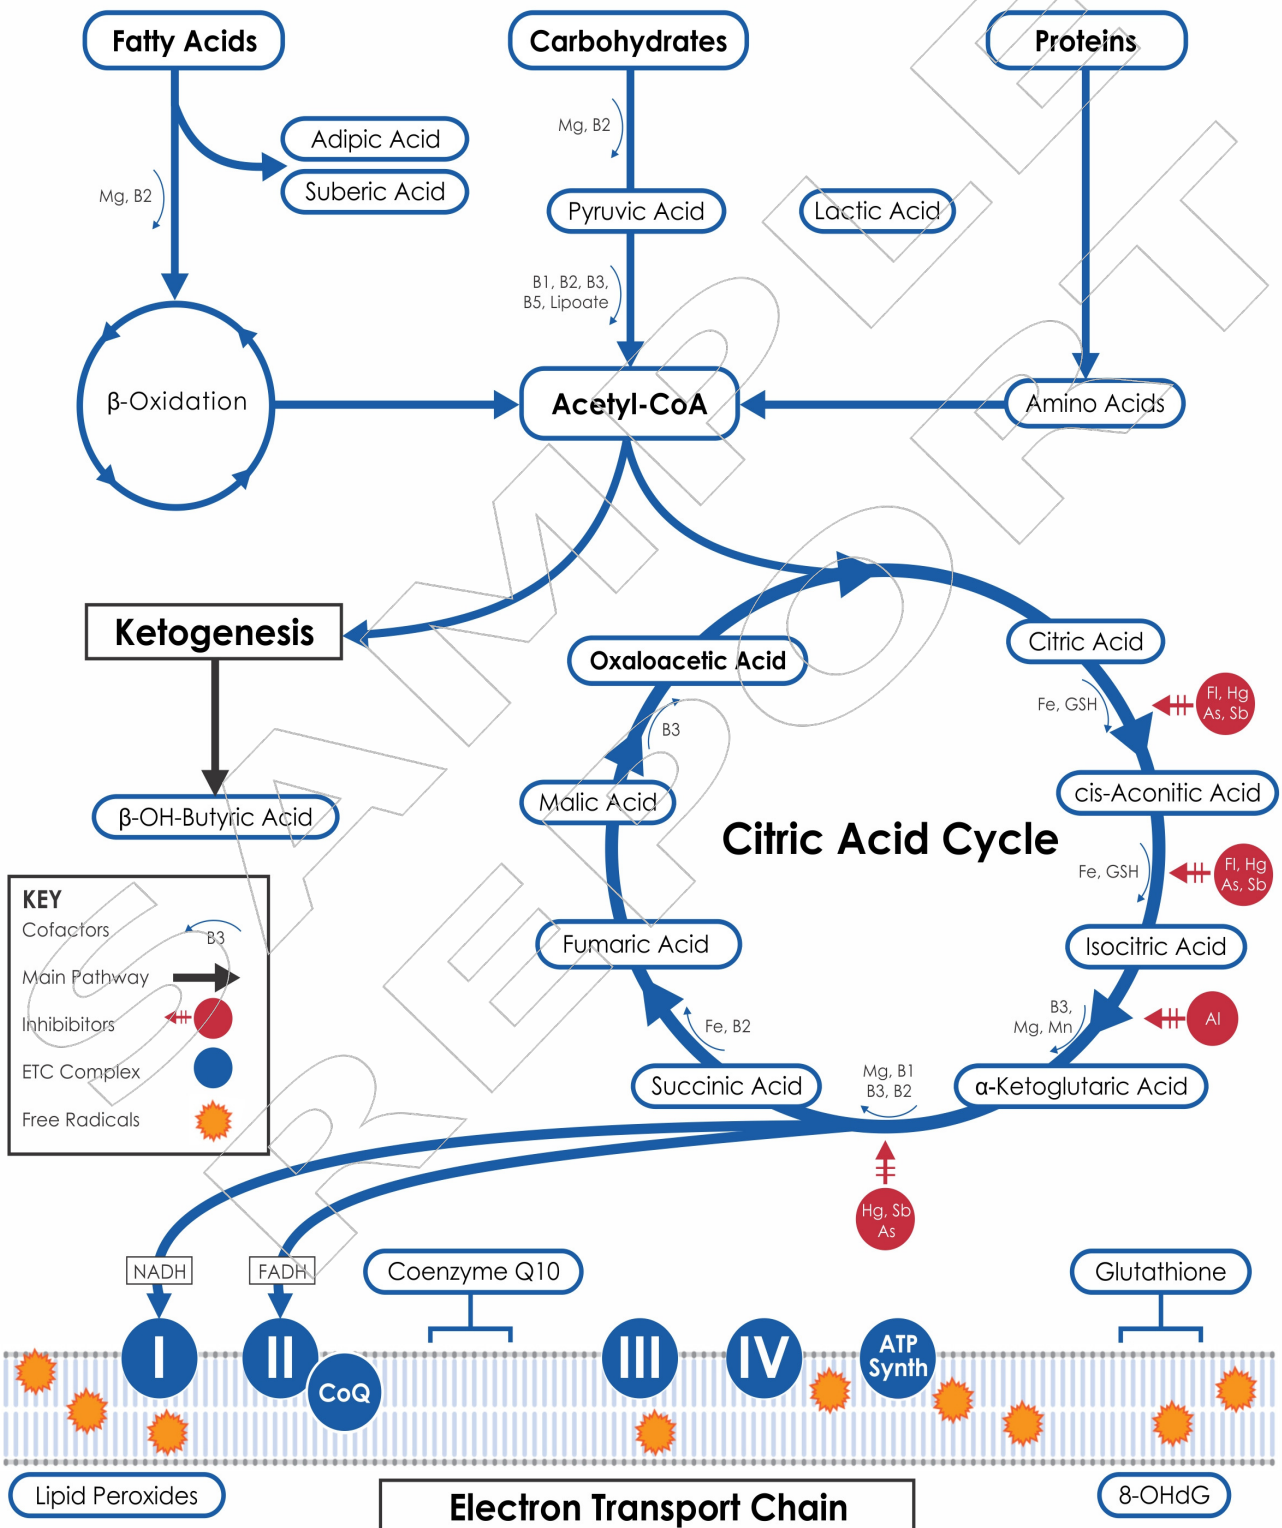 Fatty Acids
Carbohydrates
Proteins
Adipic Acid
Mg, B2
Suberic Acid
Mg, B2
Pyruvic Acid
Lactic Acid
B1, B2, B3,
B5, Lipoate
β-Oxidation
Acetyl-CoA
Amino Acids
Ketogenesis
Oxaloacetic Acid
Citric Acid
Fe, GSH
Fl, Hg
As, Sb
B3
Malic Acid
cis-Aconitic Acid
β-OH-Butyric Acid
Citric Acid Cycle
Fe, GSH
Fl, Hg
As, Sb
KEY
Cofactors
B3
Main Pathway
Inhibibitors
ETC Complex
Free Radicals
Fumaric Acid
Isocitric Acid
Fe, B2
B3,
Mg, Mn
Al
Succinic Acid
Mg, B1
B3, B2
α-Ketoglutaric Acid
Hg, Sb
As
NADH
FADH
Coenzyme Q10
Glutathione
I
II
CoQ
III
IV
ATP
Synth
Lipid Peroxides
8-OHdG
Electron Transport Chain
SAMPLE
REPORT